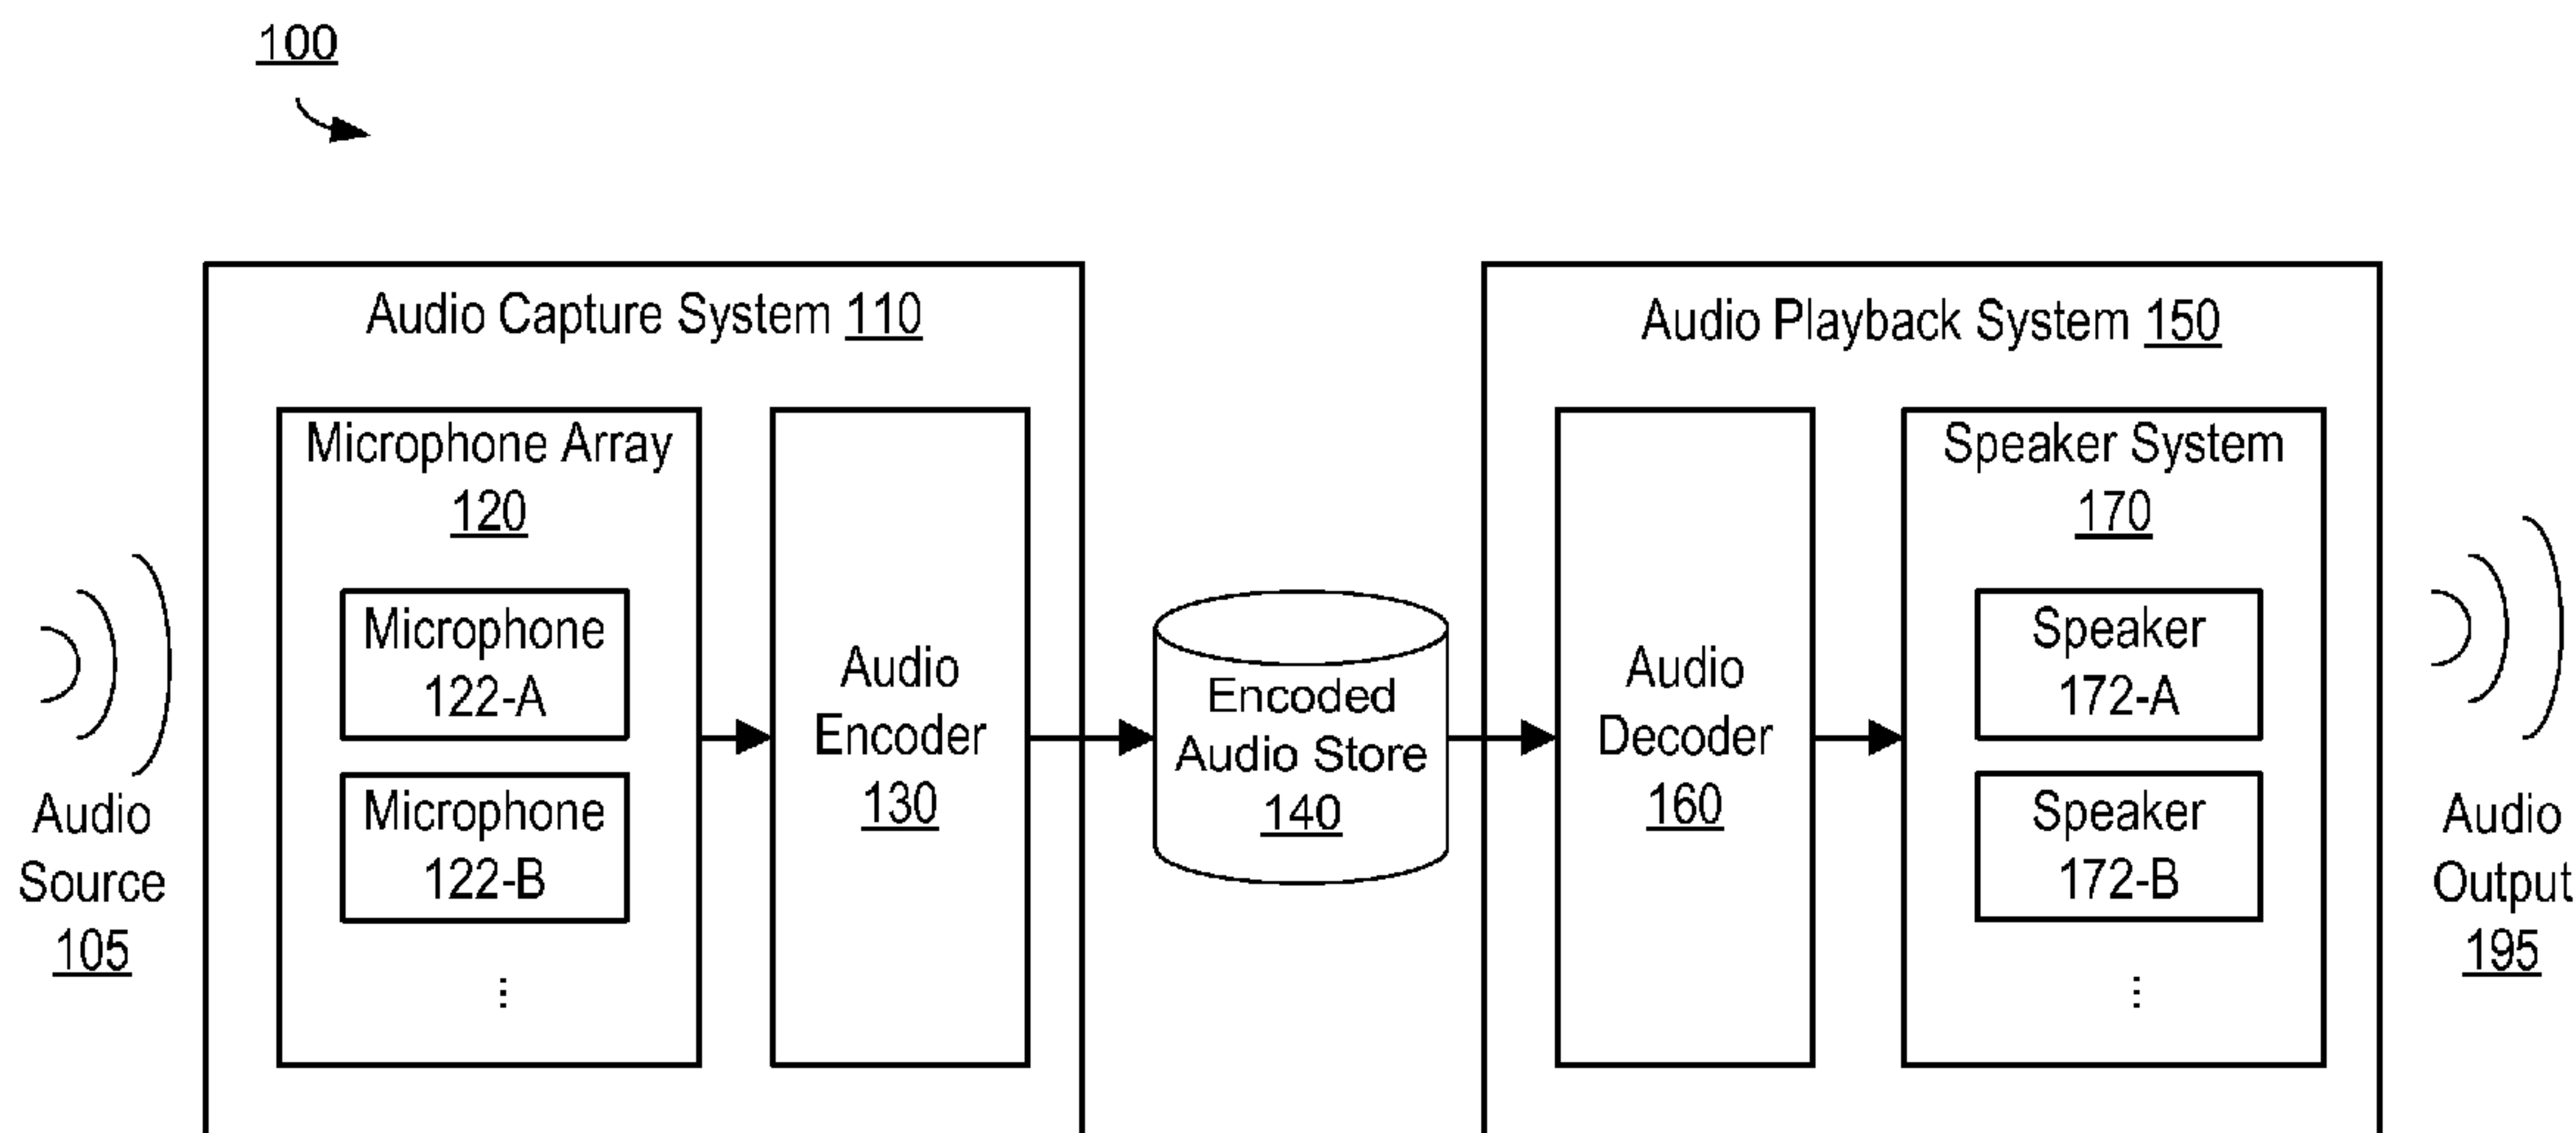 100
Audio Capture System 110
Microphone Array
120
Microphone
122-A
Microphone
122-B
⋮
Audio
Source
105
Audio
Encoder
130
Encoded
Audio Store
140
Audio Playback System 150
Audio
Decoder
160
Speaker System
170
Speaker
172-A
Speaker
172-B
⋮
Audio
Output
195